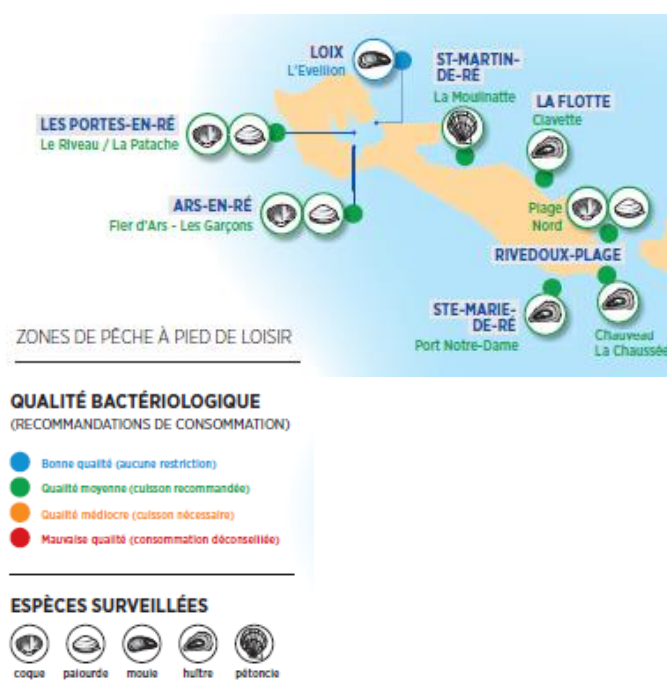 LOIX
L'Eveillon
ST-MARTIN-
DE-RÉ
La Moulinatte
LA FLOTTE
Clavette
LES PORTES-EN-RÉ
Le Riveau / La Patache
ARS-EN-RÉ
Fier d'Ars - Les Garçons
Plage
Nord
RIVEDOUX-PLAGE
STE-MARIE-
DE-RÉ
Port Notre-Dame
Chauveau
La Chaussée
ZONES DE PÊCHE À PIED DE LOISIR
QUALITÉ BACTÉRIOLOGIQUE
(RECOMMANDATIONS DE CONSOMMATION)
Bonne qualité (aucune restriction)
Qualité moyenne (cuisson recommandée)
Qualité médiocre (cuisson nécessaire)
Mauvaise qualité (consommation déconseillée)
ESPÈCES SURVEILLÉES
coque palourde moule huître pétoncle